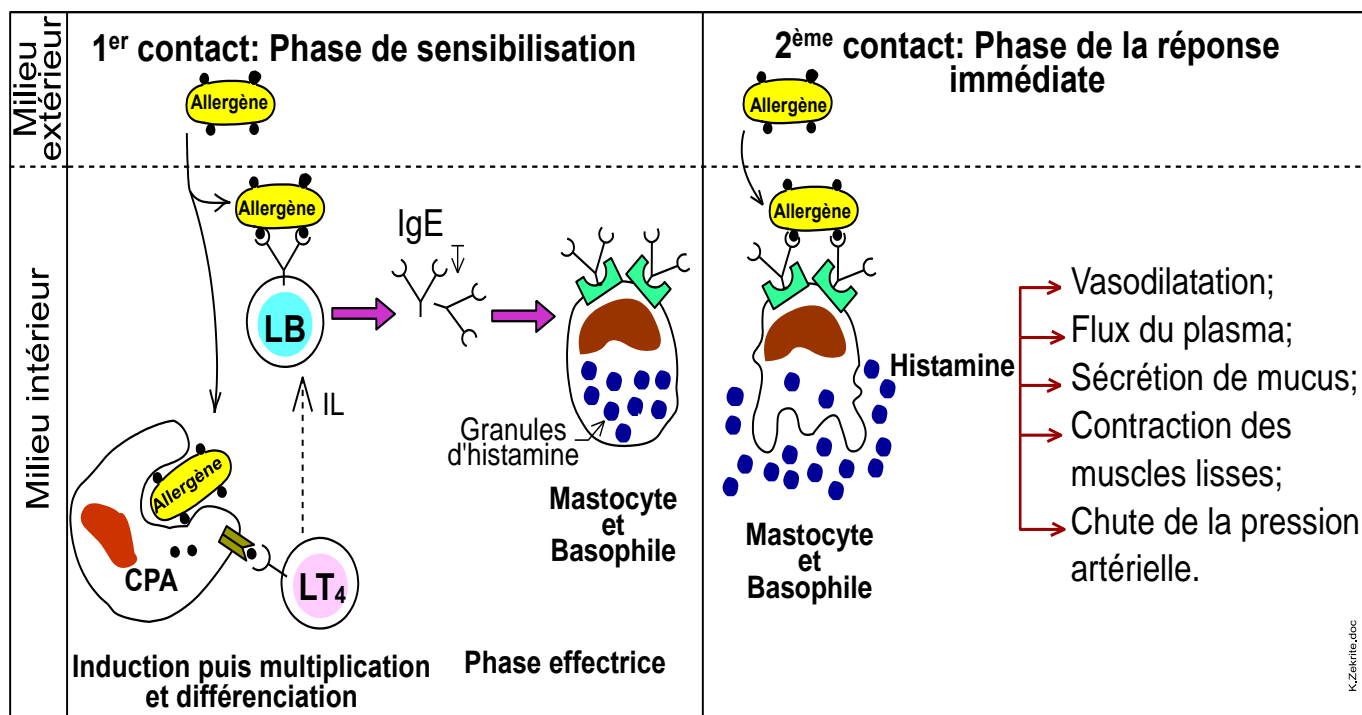 Milieu
extérieur
1er contact: Phase de sensibilisation
Allergène
Milieu intérieur
Allergène
LB
IgE
IL
Granules
d'histamine
Mastocyte
et
Basophile
Allergène
CPA
LT4
Induction puis multiplication
et différenciation
Phase effectrice
2ème contact: Phase de la réponse
immédiate
Allergène
Allergène
Histamine
Vasodilatation;
Flux du plasma;
Sécrétion de mucus;
Contraction des
muscles lisses;
Chute de la pression
artérielle.
Mastocyte
et
Basophile
K.Zekrite.doc